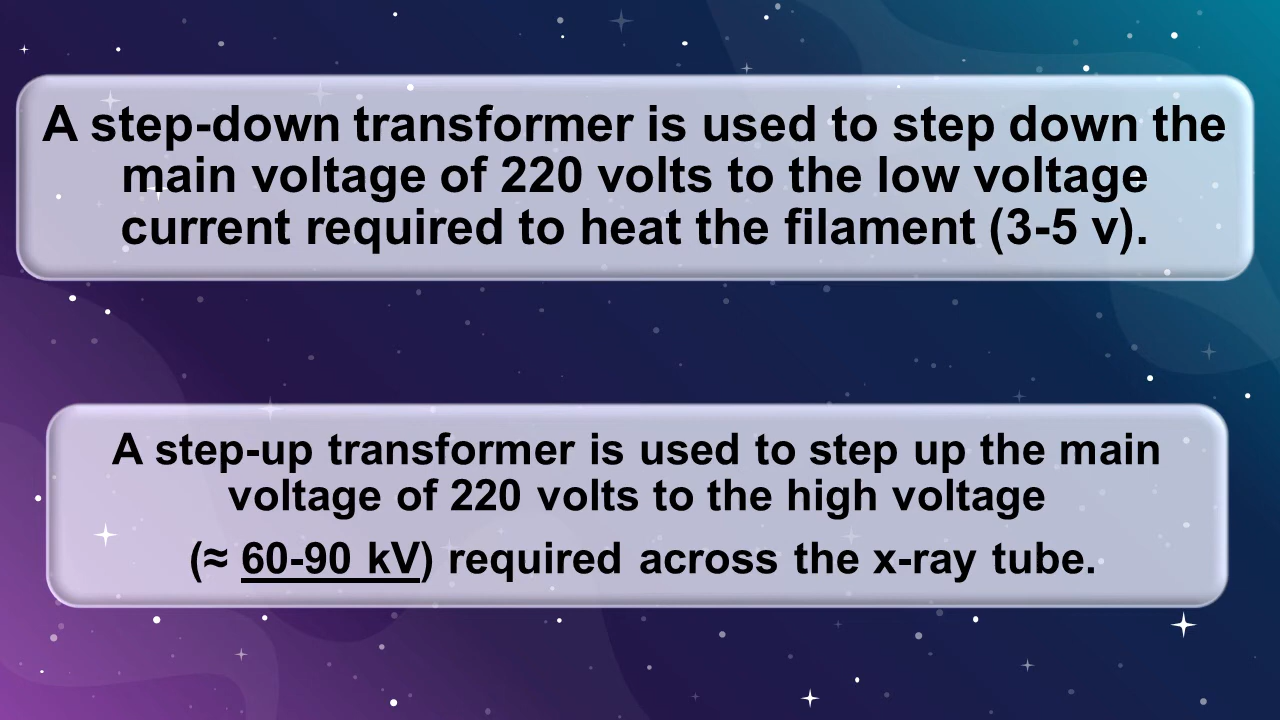 A step-down transformer is used to step down the
main voltage of 220 volts to the low voltage
current required to heat the filament (3-5 v).
A step-up transformer is used to step up the main
voltage of 220 volts to the high voltage
(≈ 60-90 kV) required across the x-ray tube.